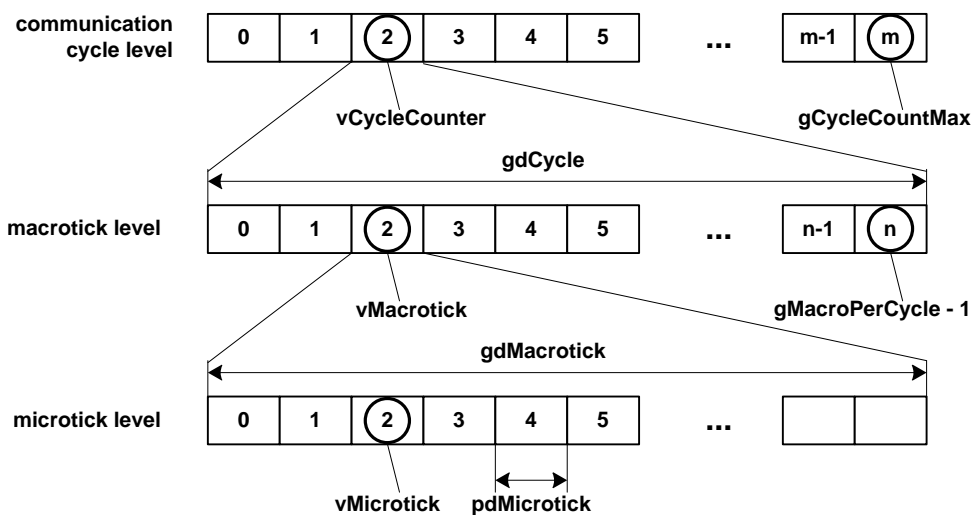 communication
cycle level
0 1 2 3 4 5 ... m-1 m
vCycleCounter gCycleCountMax
gdCycle
macrotick level 0 1 2 3 4 5 ... n-1 n
vMacrotick gMacroPerCycle - 1
gdMacrotick
microtick level 0 1 2 3 4 5 ...
vMicrotick pdMicrotick